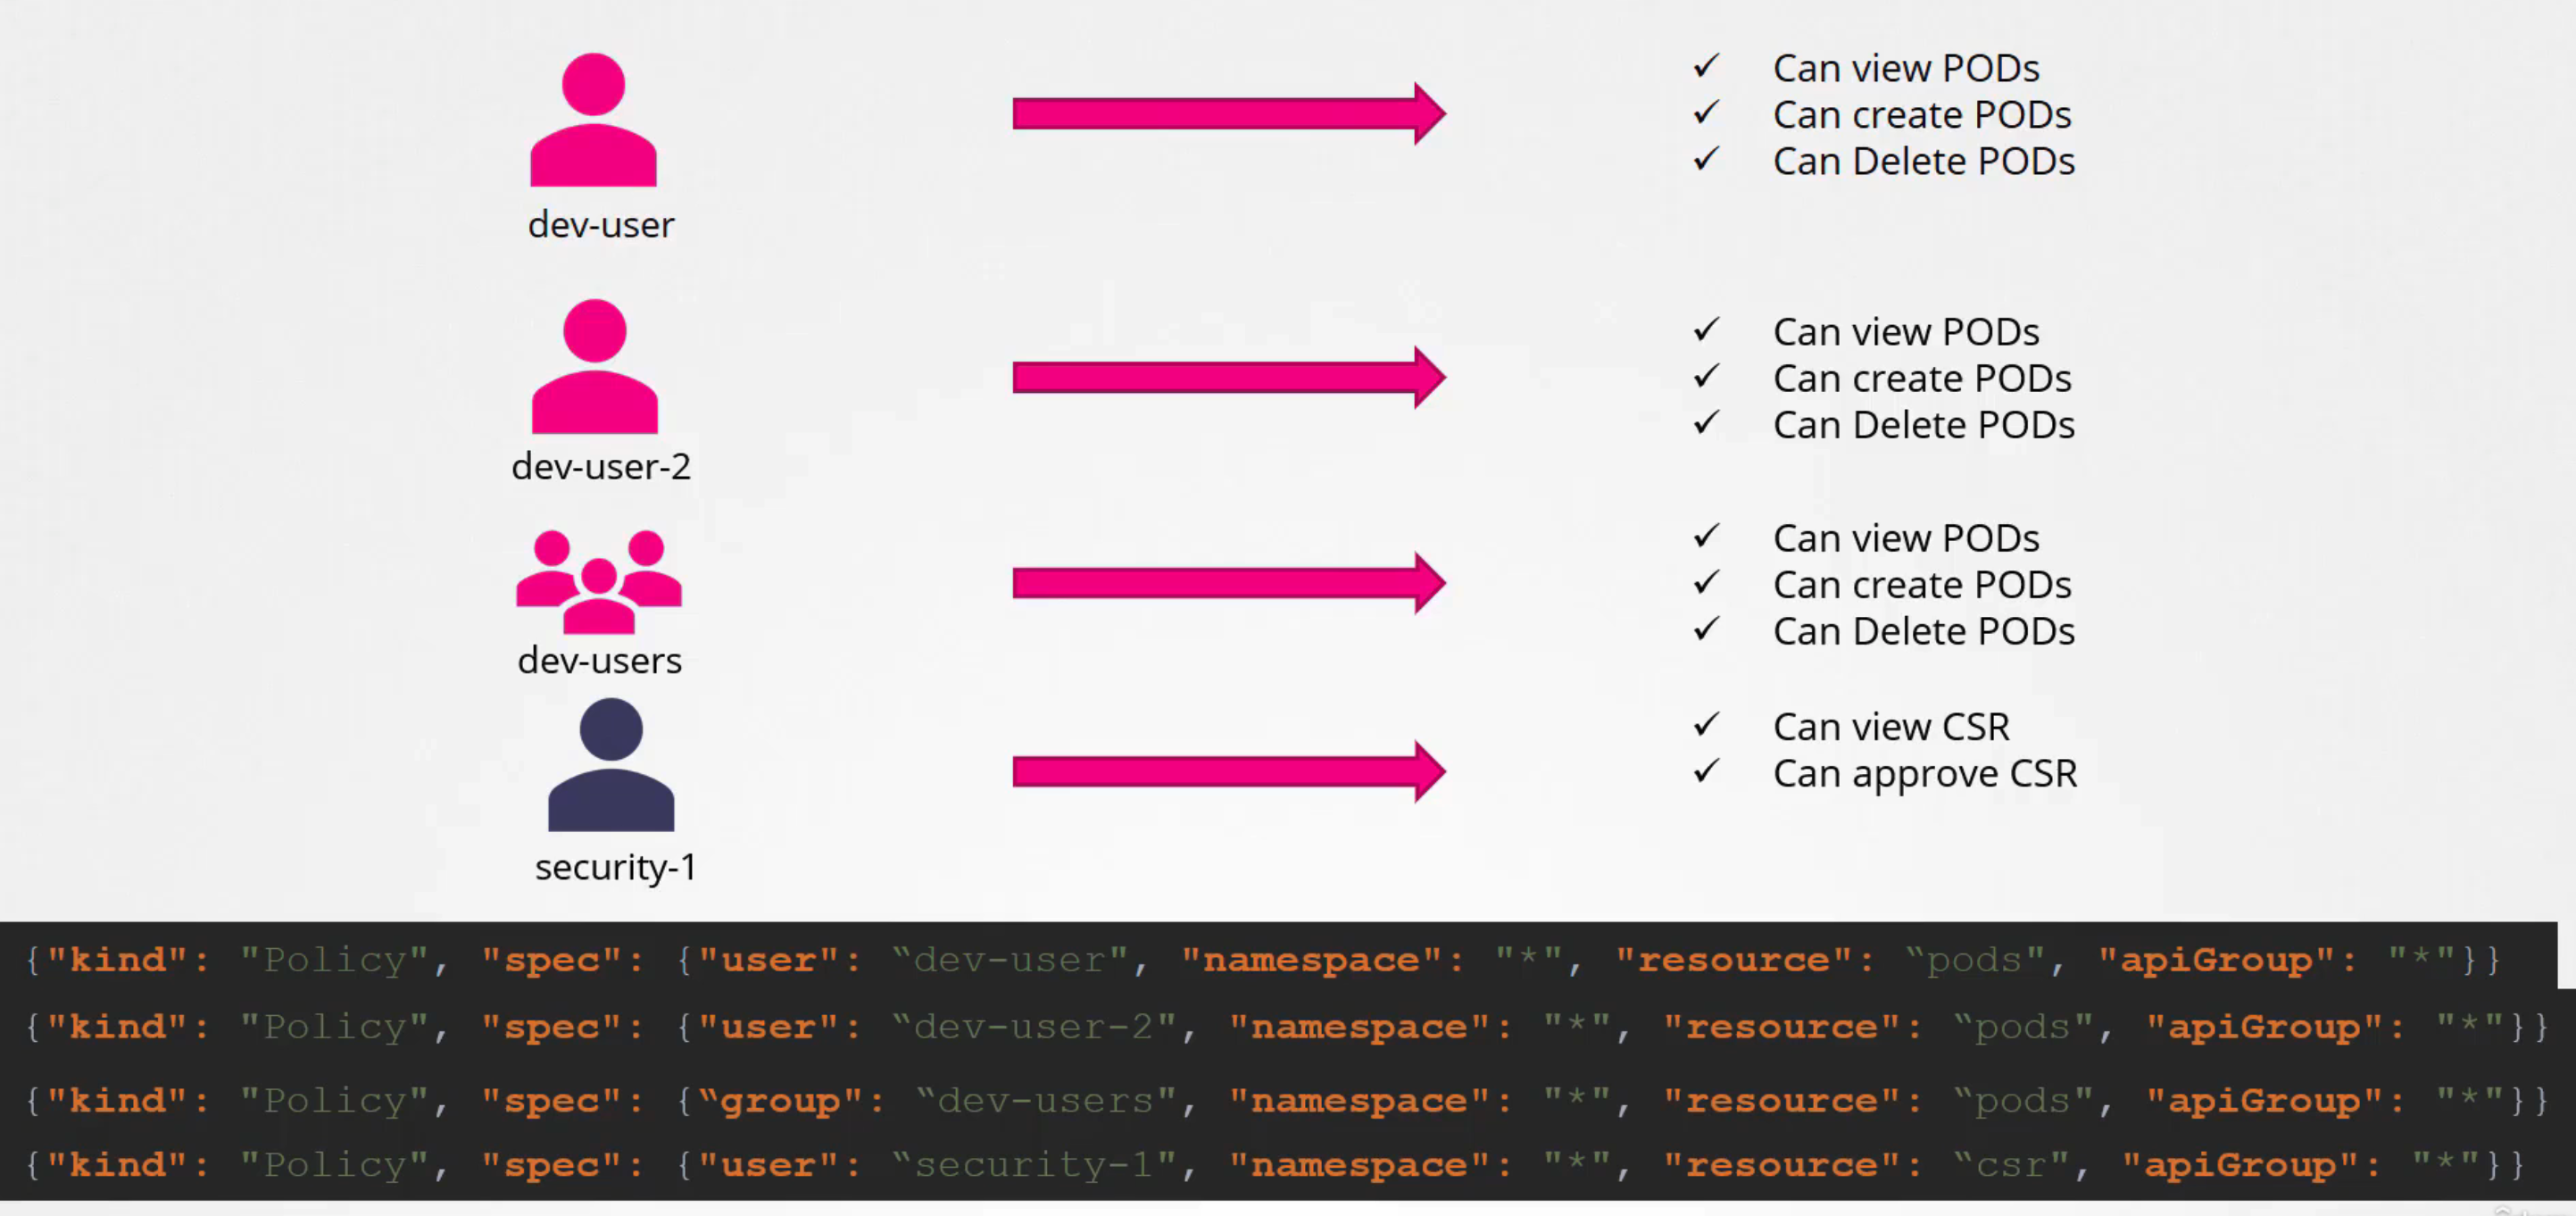 ✓ Can view PODs
✓ Can create PODs
✓ Can Delete PODs
dev-user
✓ Can view PODs
✓ Can create PODs
✓ Can Delete PODs
dev-user-2
✓ Can view PODs
✓ Can create PODs
✓ Can Delete PODs
dev-users
✓ Can view CSR
✓ Can approve CSR
security-1
{"kind": "Policy", "spec": {"user": “dev-user", "namespace": "*", "resource": “pods", "apiGroup": "*"}}
{"kind": "Policy", "spec": {"user": “dev-user-2", "namespace": "*", "resource": “pods", "apiGroup": "*"}}
{"kind": "Policy", "spec": {“group": “dev-users", "namespace": "*", "resource": “pods", "apiGroup": "*"}}
{"kind": "Policy", "spec": {"user": “security-1", "namespace": "*", "resource": “csr", "apiGroup": "*"}}